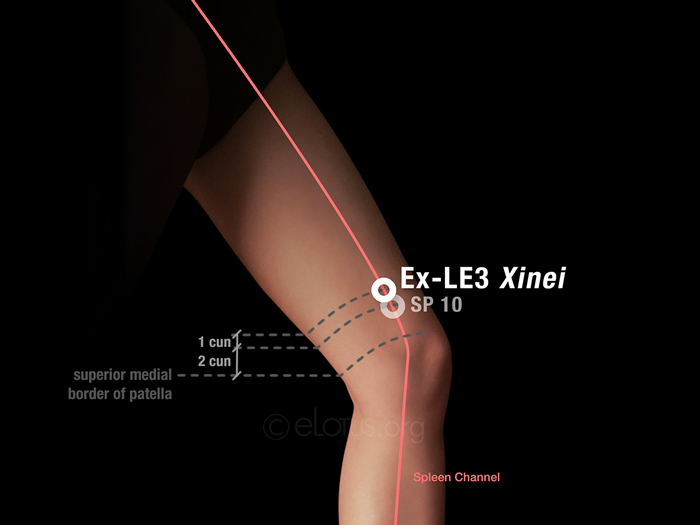 Ex-LE3 Xinei
SP 10
1 cun
2 cun
superior medial
border of patella
© eLotus.org
Spleen Channel